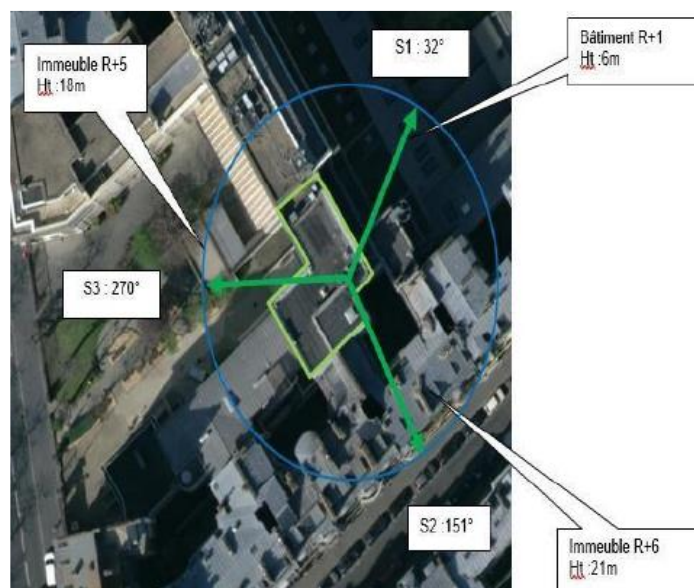 S1 : 32°
Bâtiment R+1
Ht :6m
Immeuble R+5
Ht :18m
S3 : 270°
S2 :151°
Immeuble R+6
Ht :21m